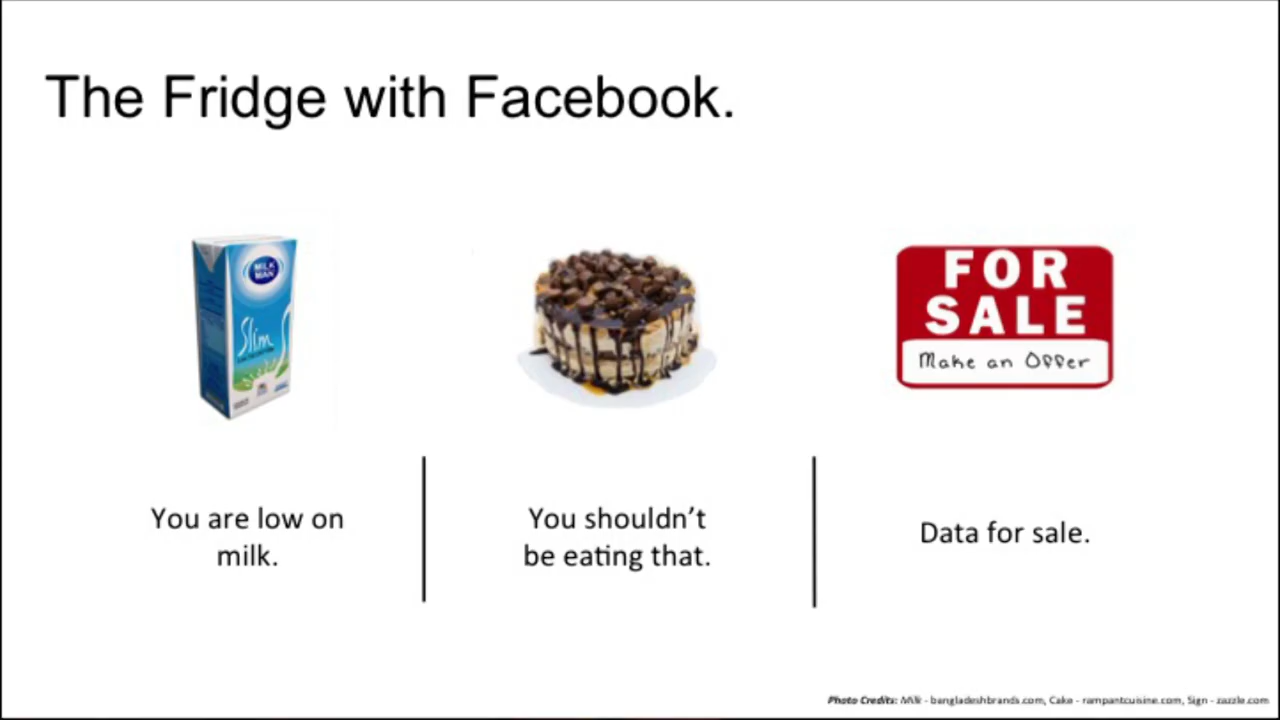 The Fridge with Facebook.
MILK
MAN
Slim
FOR
SALE
Make an Offer
You are low on
milk.
You shouldn't
be eating that.
Data for sale.
Photo Credits: Milk - bangladeshbrands.com, Cake - rampantcuisine.com, Sign - zazzle.com